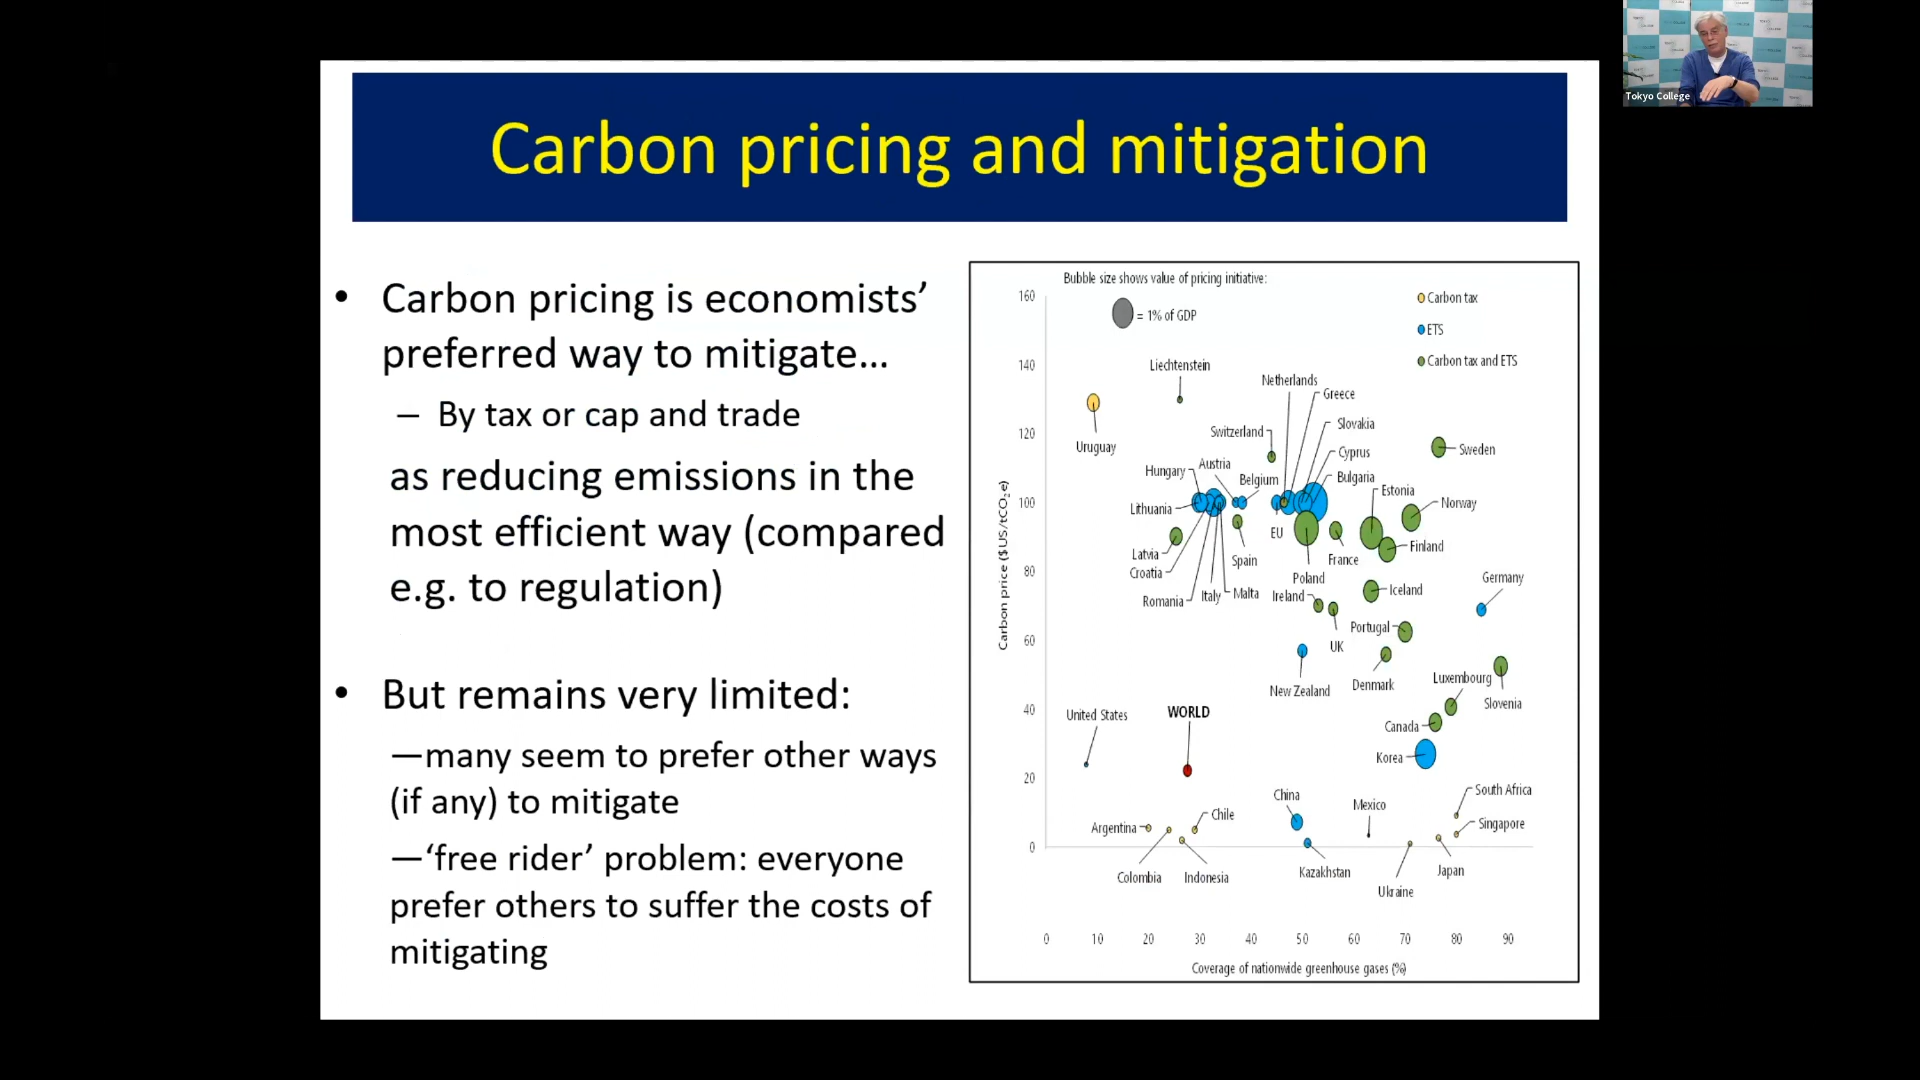 Carbon pricing and mitigation
• Carbon pricing is economists’
preferred way to mitigate…
– By tax or cap and trade
as reducing emissions in the
most efficient way (compared
e.g. to regulation)
• But remains very limited:
—many seem to prefer other ways
(if any) to mitigate
—‘free rider’ problem: everyone
prefer others to suffer the costs of
mitigating
Bubble size shows value of pricing initiative:
= 1% of GDP
Carbon tax
ETS
Carbon tax and ETS
Carbon price ($US/tCO₂e)
160
140
120
100
80
60
40
20
0
Liechtenstein
Uruguay
Netherlands
Greece
Slovakia
Switzerland
Cyprus
Sweden
Hungary
Austria
Belgium
Bulgaria
Estonia
Lithuania
Norway
EU
Latvia
Spain
France
Finland
Croatia
Poland
Germany
Romania
Italy
Malta
Ireland
Iceland
Portugal
UK
New Zealand
Denmark
Luxembourg
Slovenia
United States
WORLD
Canada
Korea
China
Mexico
South Africa
Argentina
Chile
Singapore
Colombia
Indonesia
Kazakhstan
Ukraine
Japan
0 10 20 30 40 50 60 70 80 90
Coverage of nationwide greenhouse gases (%)
Tokyo College